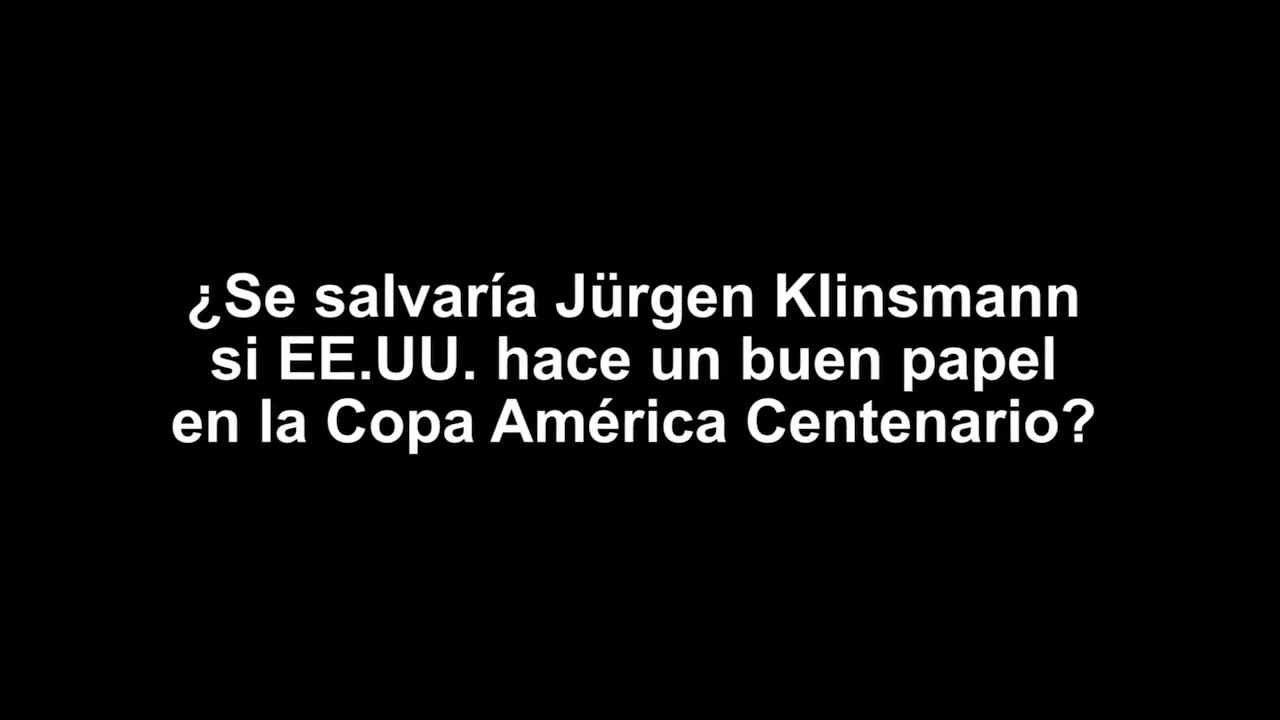 ¿Se salvaría Jürgen Klinsmann
si EE.UU. hace un buen papel
en la Copa América Centenario?